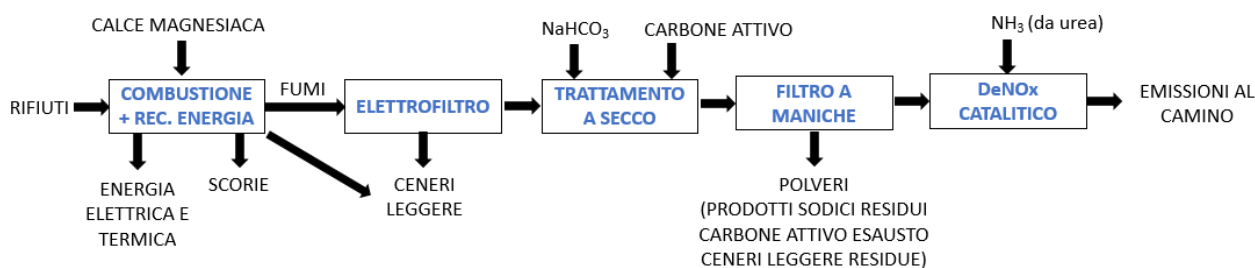 CALCE MAGNESIACA
NaHCO₃
CARBONE ATTIVO
NH₃ (da urea)
RIFIUTI
COMBUSTIONE
+ REC. ENERGIA
FUMI
ELETTROFILTRO
TRATTAMENTO
A SECCO
FILTRO A
MANICHE
DeNOx
CATALITICO
EMISSIONI AL
CAMINO
ENERGIA
ELETTRICA E
TERMICA
SCORIE
CENERI
LEGGERE
POLVERI
(PRODOTTI SODICI RESIDUI
CARBONE ATTIVO ESAUSTO
CENERI LEGGERE RESIDUE)